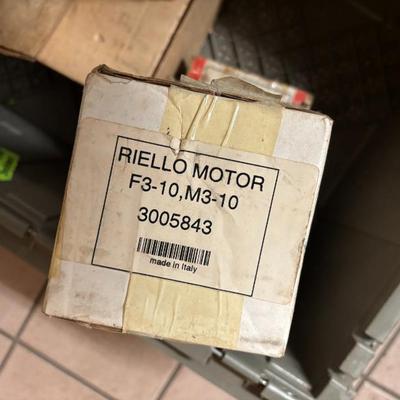 RIELLO MOTOR
F3-10,M3-10
3005843
made in Italy